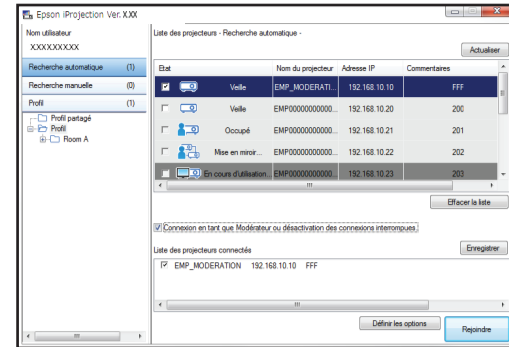 Epson iProjection Ver. X.XX
Nom utilisateur
XXXXXXXXX
Recherche automatique (1)
Recherche manuelle (0)
Profil (1)
Profil partagé
Profil
Room A
Liste des projecteurs - Recherche automatique -
Actualiser
Etat Nom du projecteur Adresse IP Commentaires
Veille EMP_MODERATI... 192.168.10.10 FFF
Veille EMP00000000000... 192.168.10.20 200
Occupé EMP00000000000... 192.168.10.21 201
Mise en miroir... EMP00000000000... 192.168.10.22 202
En cours d'utilisation... EMP00000000000... 192.168.10.23 203
Effacer la liste
Connexion en tant que Modérateur ou désactivation des connexions interrompues.
Liste des projecteurs connectés
Enregistrer
EMP_MODERATION 192.168.10.10 FFF
Définir les options
Rejoindre